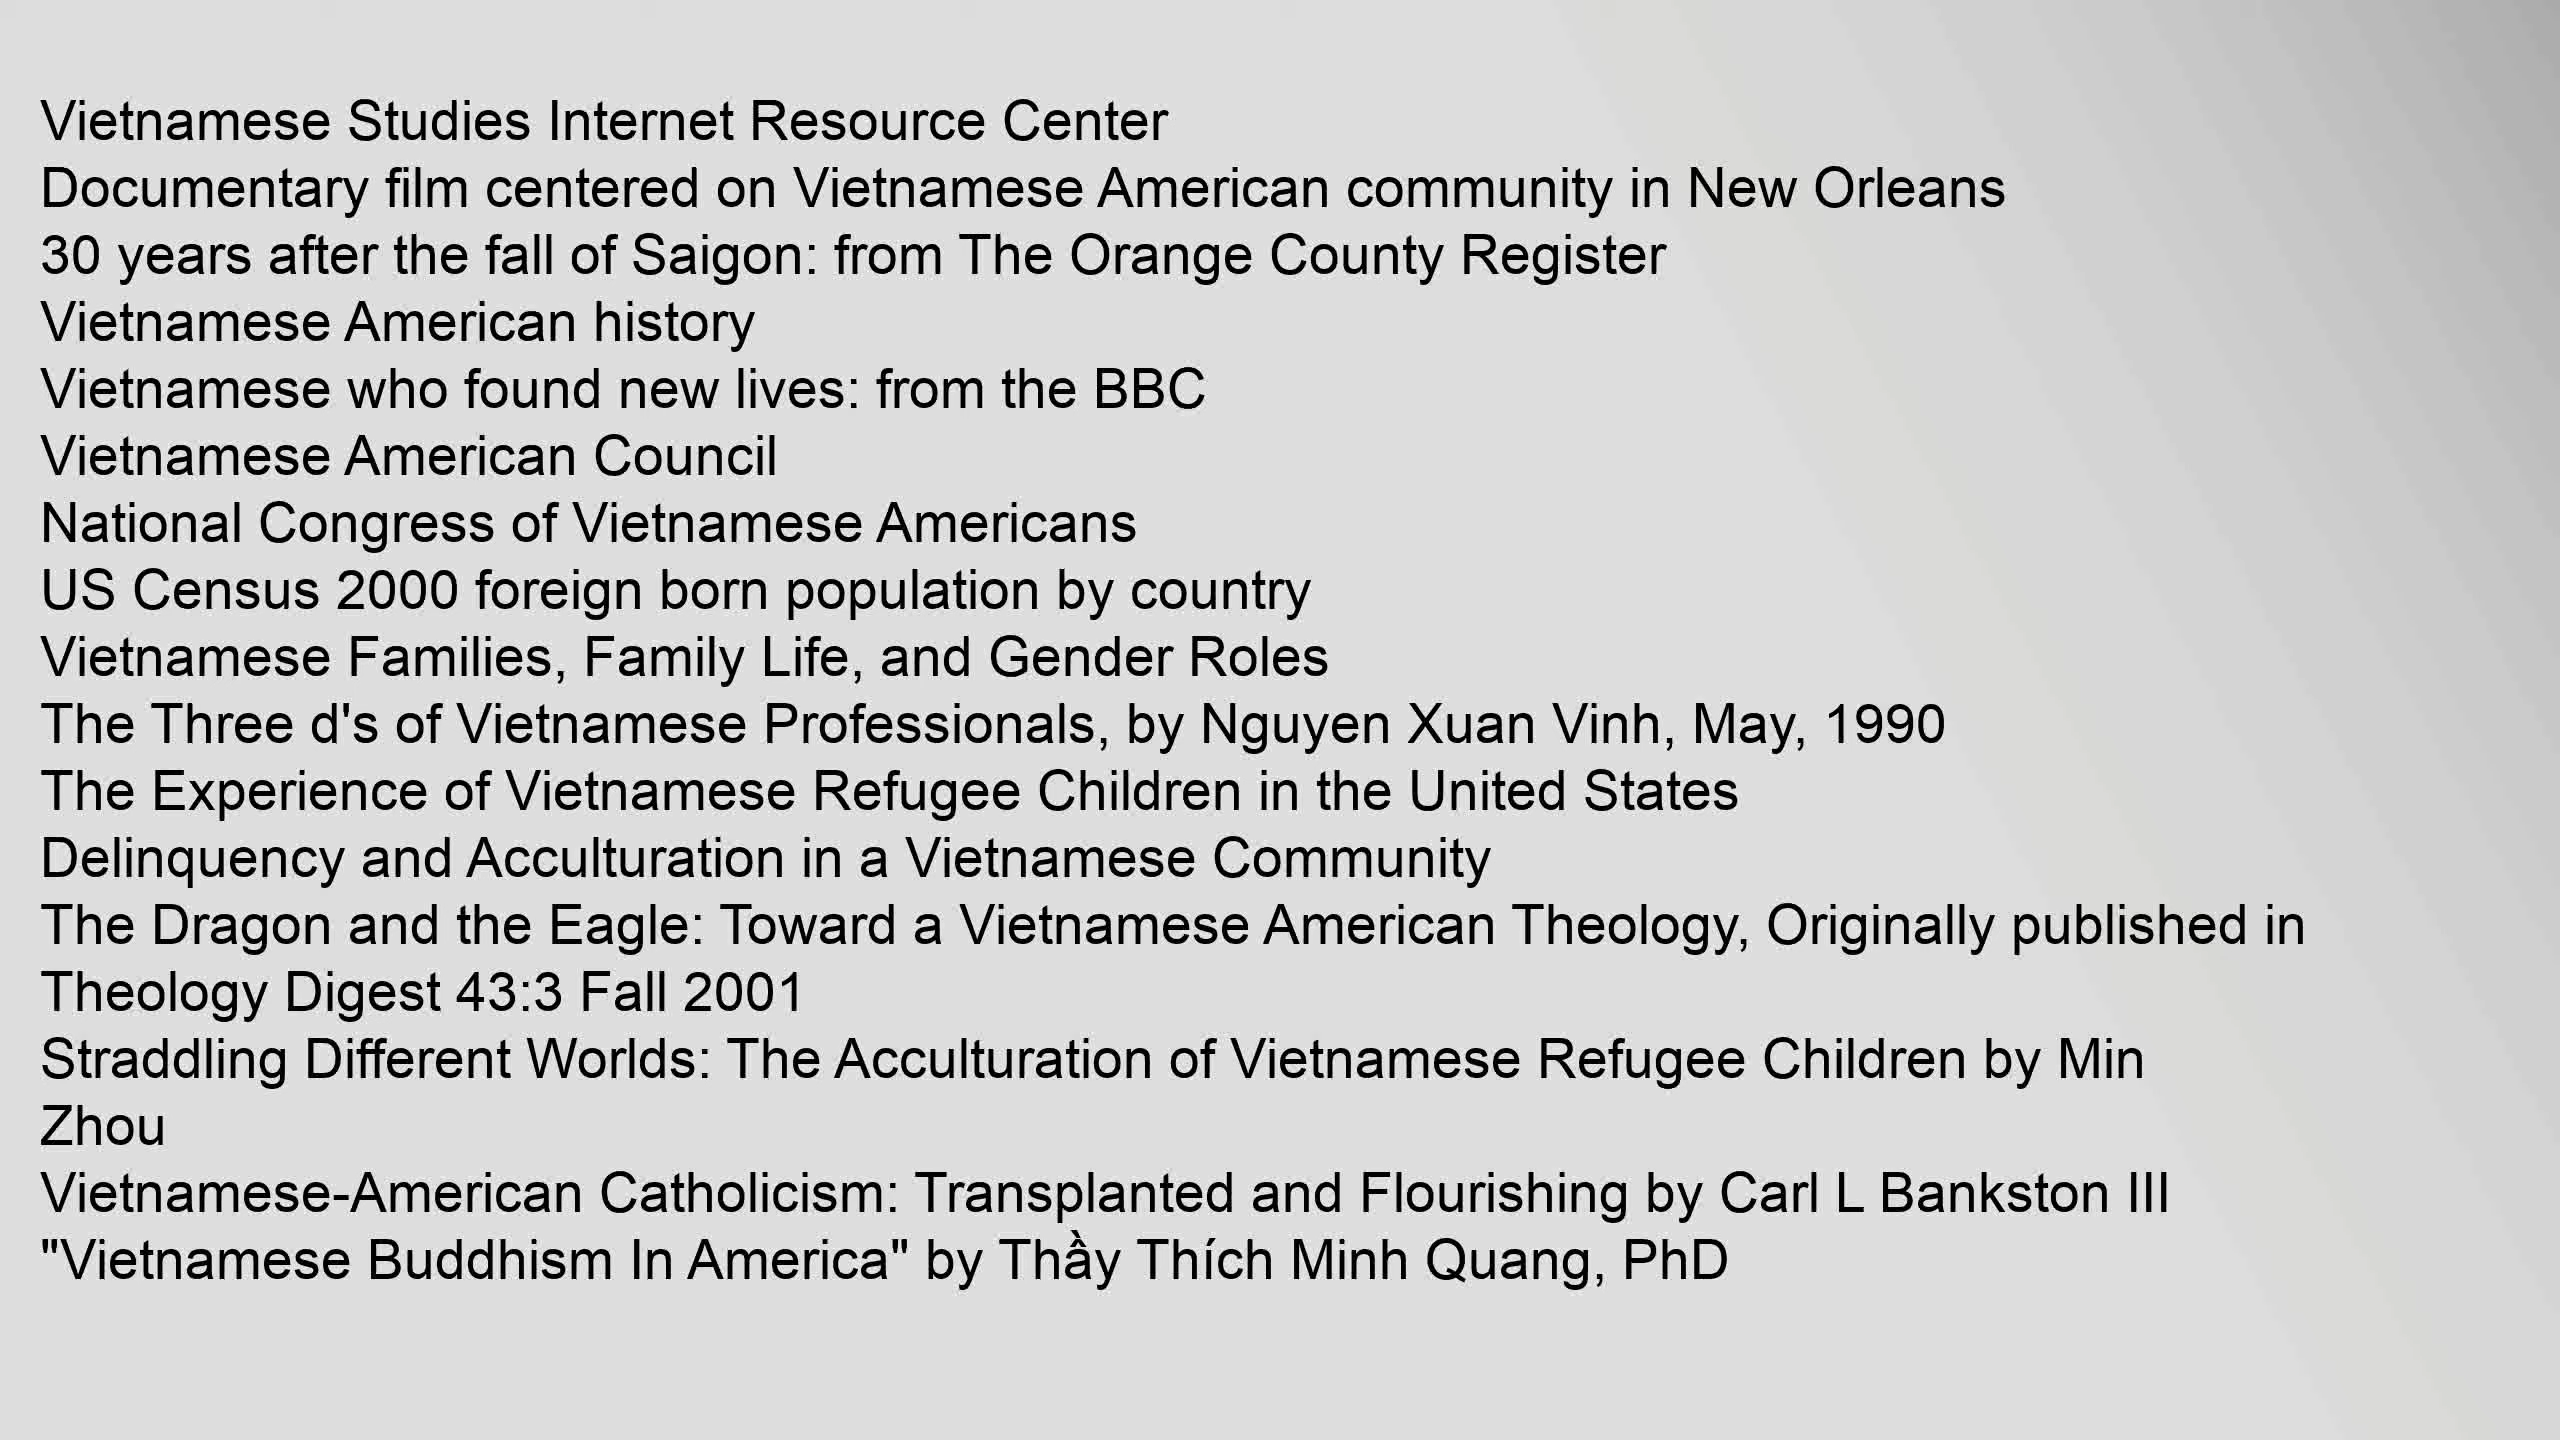 Vietnamese Studies Internet Resource Center
Documentary film centered on Vietnamese American community in New Orleans
30 years after the fall of Saigon: from The Orange County Register
Vietnamese American history
Vietnamese who found new lives: from the BBC
Vietnamese American Council
National Congress of Vietnamese Americans
US Census 2000 foreign born population by country
Vietnamese Families, Family Life, and Gender Roles
The Three d's of Vietnamese Professionals, by Nguyen Xuan Vinh, May, 1990
The Experience of Vietnamese Refugee Children in the United States
Delinquency and Acculturation in a Vietnamese Community
The Dragon and the Eagle: Toward a Vietnamese American Theology, Originally published in
Theology Digest 43:3 Fall 2001
Straddling Different Worlds: The Acculturation of Vietnamese Refugee Children by Min
Zhou
Vietnamese-American Catholicism: Transplanted and Flourishing by Carl L Bankston III
"Vietnamese Buddhism In America" by Thầy Thích Minh Quang, PhD